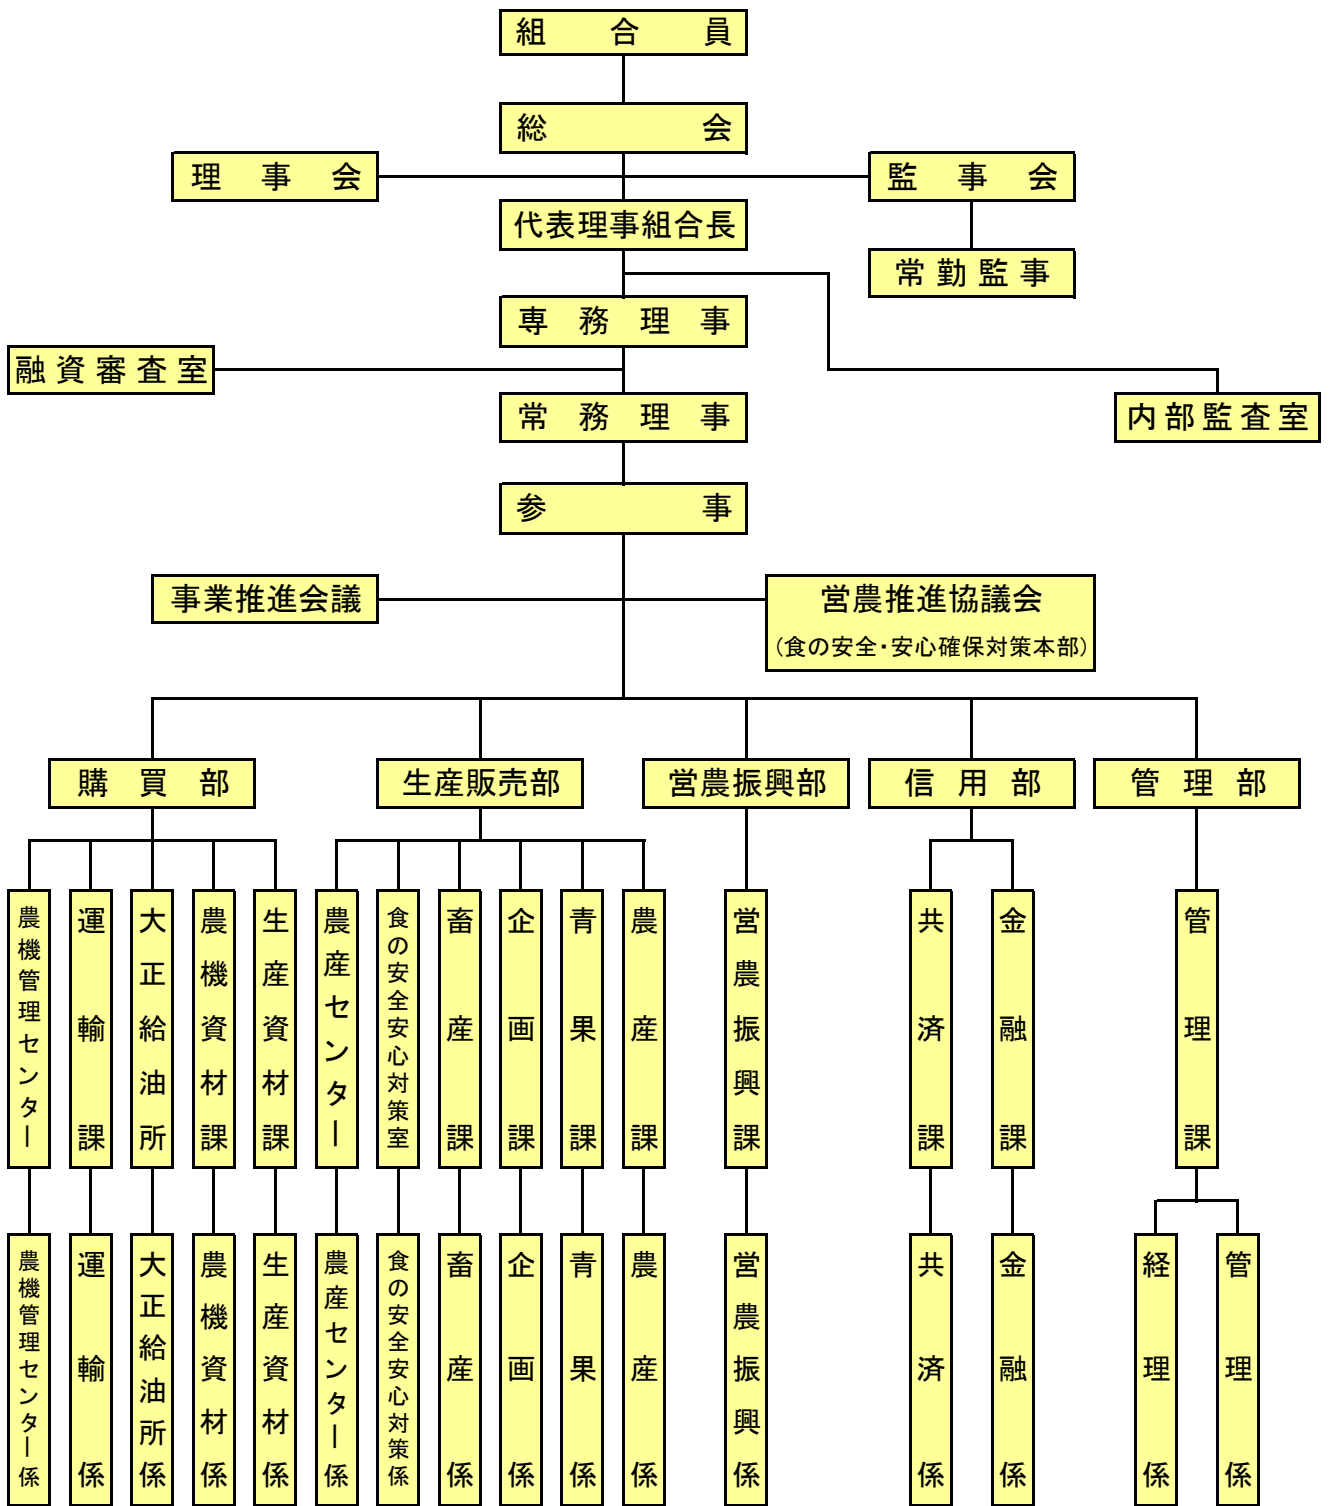 組合員
総会
理事会
監事会
代表理事組合長
常勤監事
専務理事
融資審査室
常務理事
内部監査室
参事
事業推進会議
営農推進協議会
(食の安全・安心確保対策本部)
購買部
生産販売部
営農振興部
信用部
管理部
農機管理センター
運輸課
大正給油所
農機資材課
生産資材課
農産センター
食の安全安心対策室
畜産課
企画課
青果課
農産課
営農振興課
共済課
金融課
管理課
農機管理センター係
運輸係
大正給油所係
農機資材係
生産資材係
農産センター係
食の安全安心対策係
畜産係
企画係
青果係
農産係
営農振興係
共済係
金融係
経理係
管理係